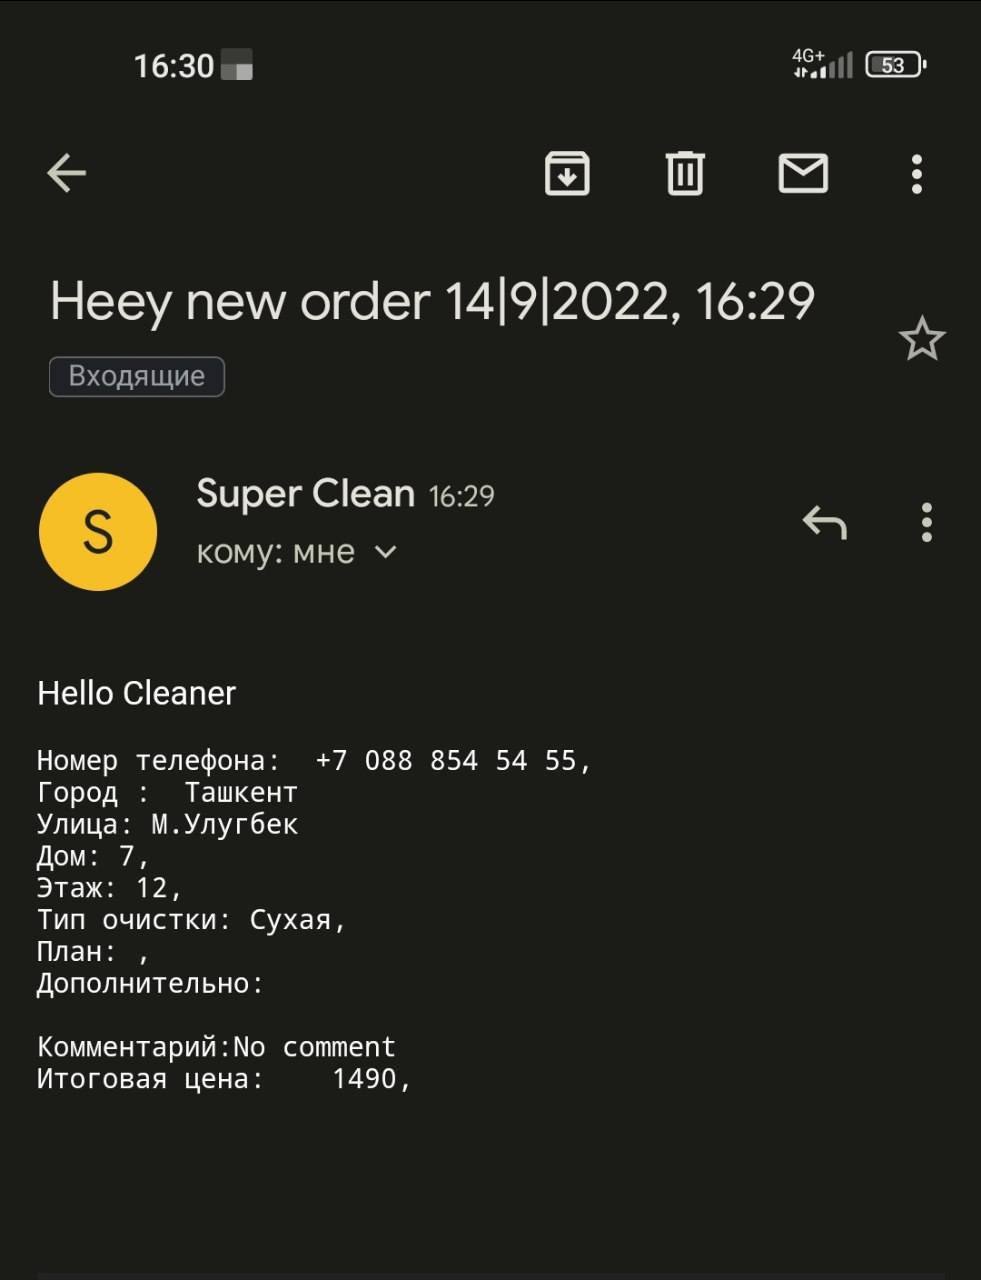 16:30
4G+
53
Heey new order 14|9|2022, 16:29
Входящие
S
Super Clean 16:29
кому: мне
Hello Cleaner
Номер телефона:  +7 088 854 54 55,
Город :  Ташкент
Улица: М.Улугбек
Дом: 7,
Этаж: 12,
Тип очистки: Сухая,
План: ,
Дополнительно:
Комментарий:No comment
Итоговая цена:    1490,